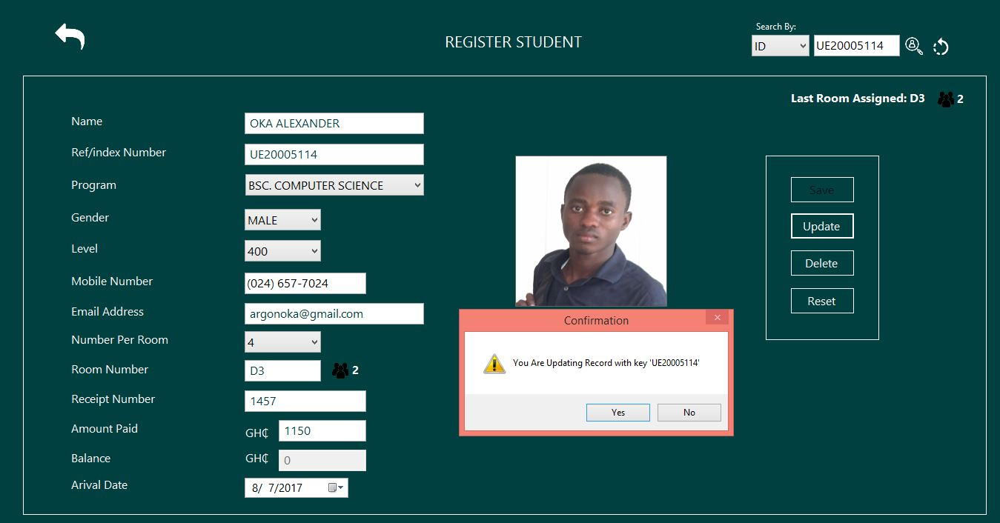 Search By:
REGISTER STUDENT
ID UE20005114
Last Room Assigned: D3 2
Name OKA ALEXANDER
Ref/index Number UE20005114
Program BSC. COMPUTER SCIENCE
Gender MALE
Level 400
Mobile Number (024) 657-7024
Email Address argonoka@gmail.com
Number Per Room 4
Room Number D3 2
Receipt Number 1457
Amount Paid GH₵ 1150
Balance GH₵ 0
Arival Date 8/ 7/2017
Save
Update
Delete
Reset
Confirmation
You Are Updating Record with key 'UE20005114'
Yes No